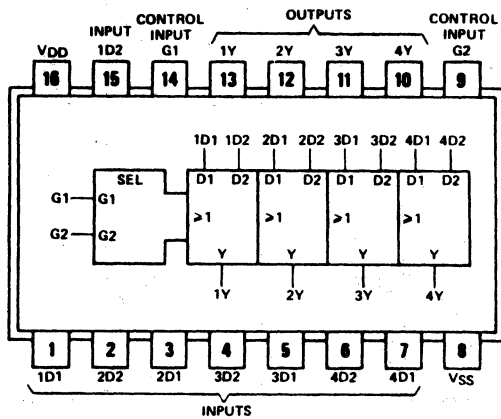 OUTPUTS
INPUT CONTROL INPUT CONTROL INPUT
VDD 1D2 G1 1Y 2Y 3Y 4Y G2
16 15 14 13 12 11 10 9
1D1 1D2 2D1 2D2 3D1 3D2 4D1 4D2
SEL D1 D2 D1 D2 D1 D2 D1 D2
G1 G1
≥1 ≥1 ≥1 ≥1
G2 G2
Y Y Y Y
1Y 2Y 3Y 4Y
1 2 3 4 5 6 7 8
1D1 2D2 2D1 3D2 3D1 4D2 4D1 VSS
INPUTS